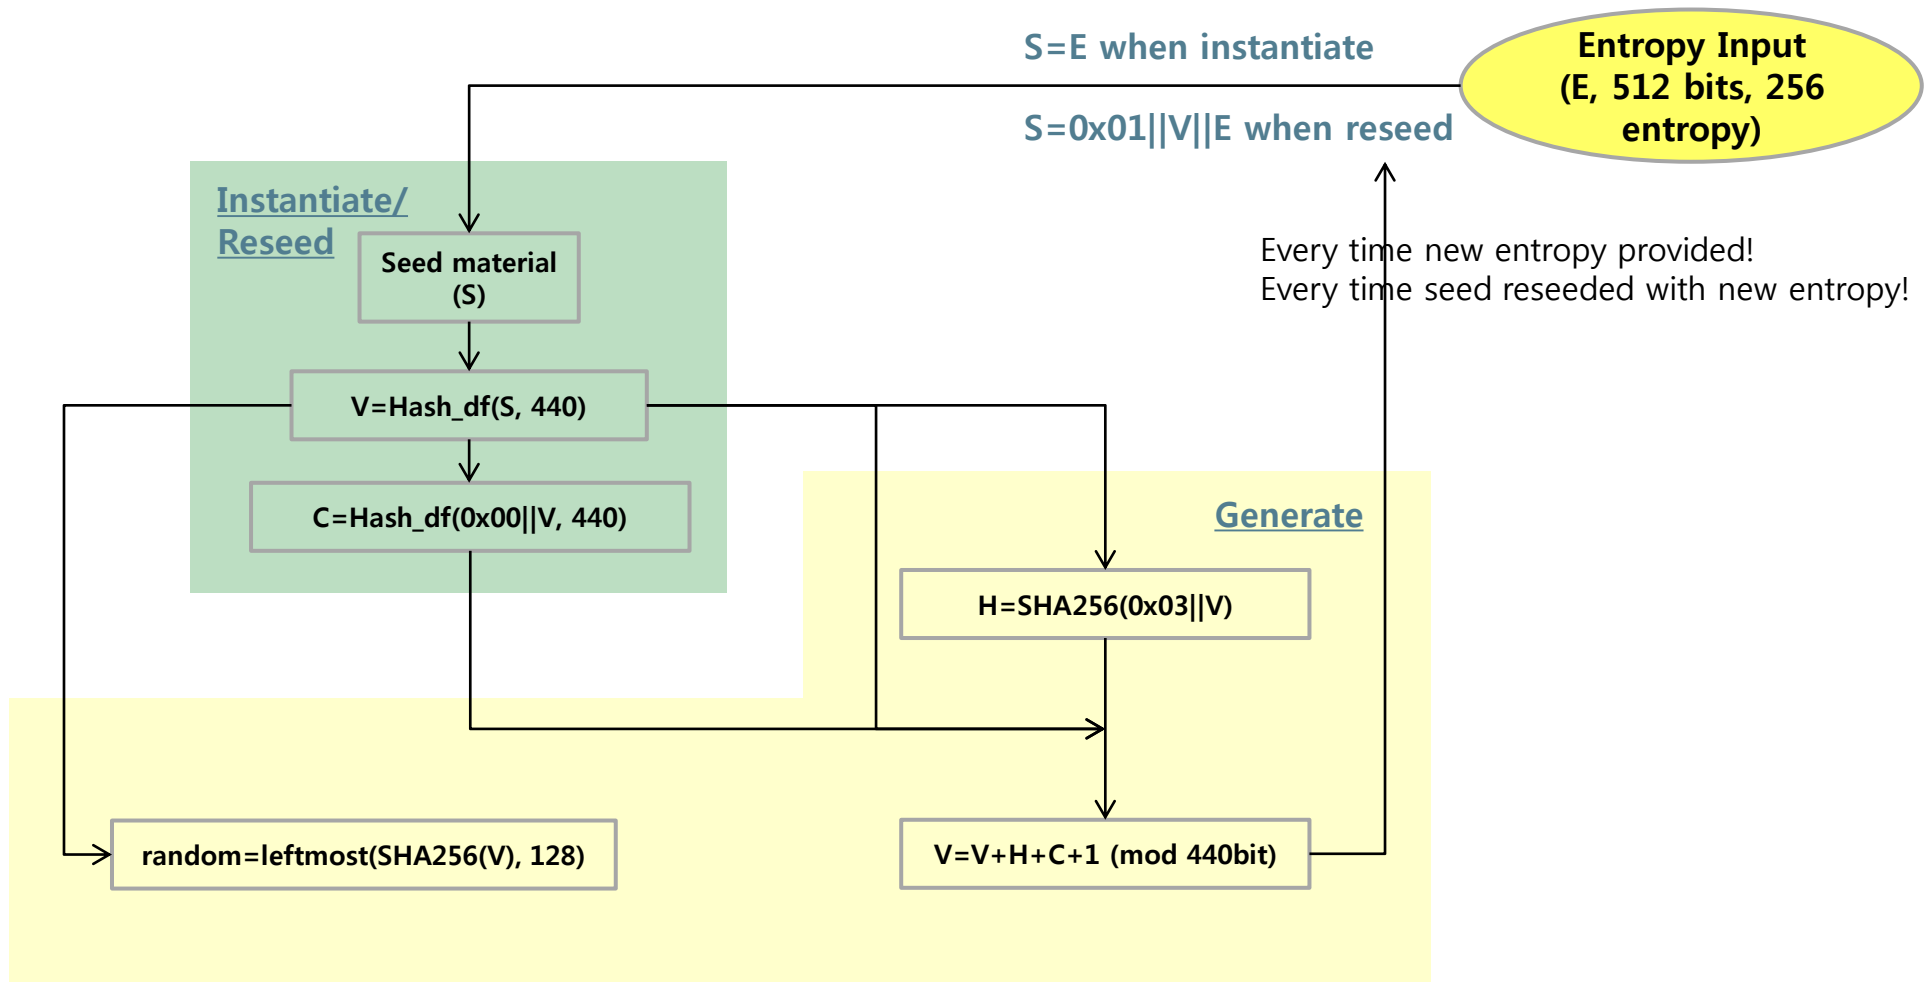 S=E when instantiate
Entropy Input
(E, 512 bits, 256
entropy)
S=0x01||V||E when reseed
Instantiate/
Reseed
Every time new entropy provided!
Every time seed reseeded with new entropy!
Seed material
(S)
V=Hash_df(S, 440)
C=Hash_df(0x00||V, 440)
Generate
H=SHA256(0x03||V)
random=leftmost(SHA256(V), 128)
V=V+H+C+1 (mod 440bit)